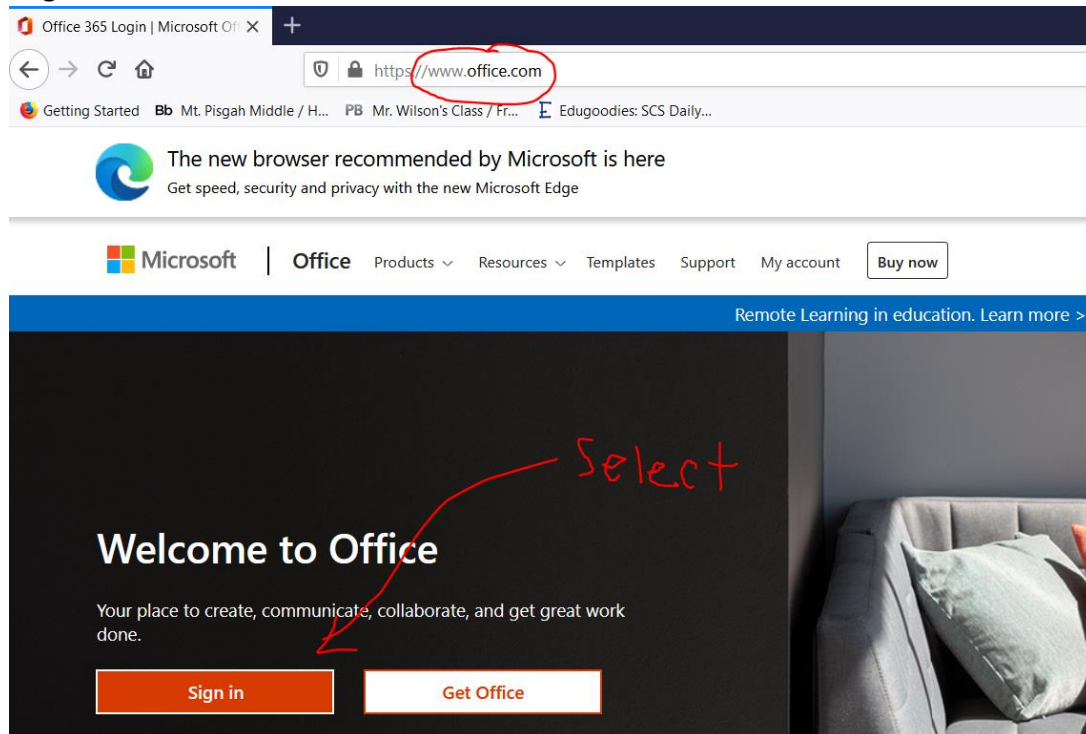 Office 365 Login | Microsoft Of
https://www.office.com
Getting Started Bb Mt. Pisgah Middle / H... PB Mr. Wilson's Class / Fr... E Edugoodies: SCS Daily...
The new browser recommended by Microsoft is here
Get speed, security and privacy with the new Microsoft Edge
Microsoft | Office Products Resources Templates Support My account Buy now
Remote Learning in education. Learn more >
Select
Welcome to Office
Your place to create, communicate, collaborate, and get great work
done.
Sign in Get Office